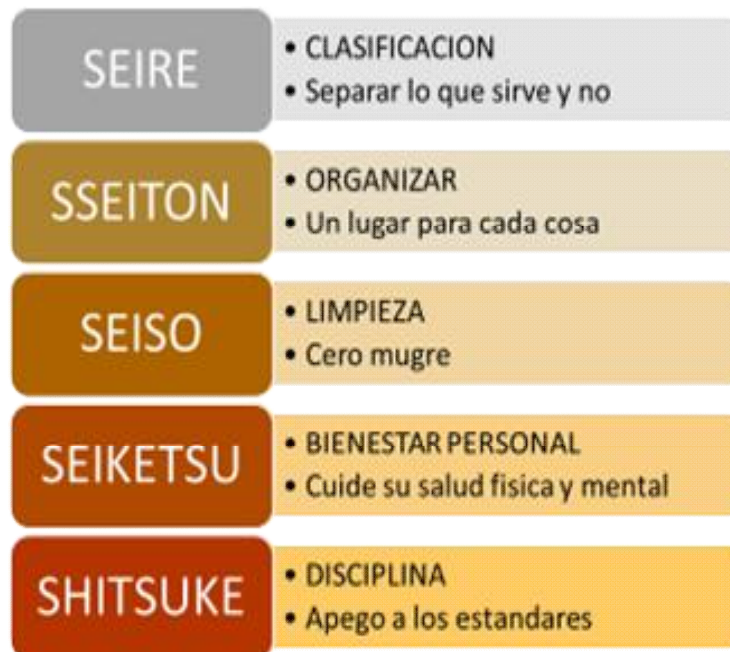 SEIRE
• CLASIFICACION
• Separar lo que sirve y no
SSEITON
• ORGANIZAR
• Un lugar para cada cosa
SEISO
• LIMPIEZA
• Cero mugre
SEIKETSU
• BIENESTAR PERSONAL
• Cuide su salud fisica y mental
SHITSUKE
• DISCIPLINA
• Apego a los estandares